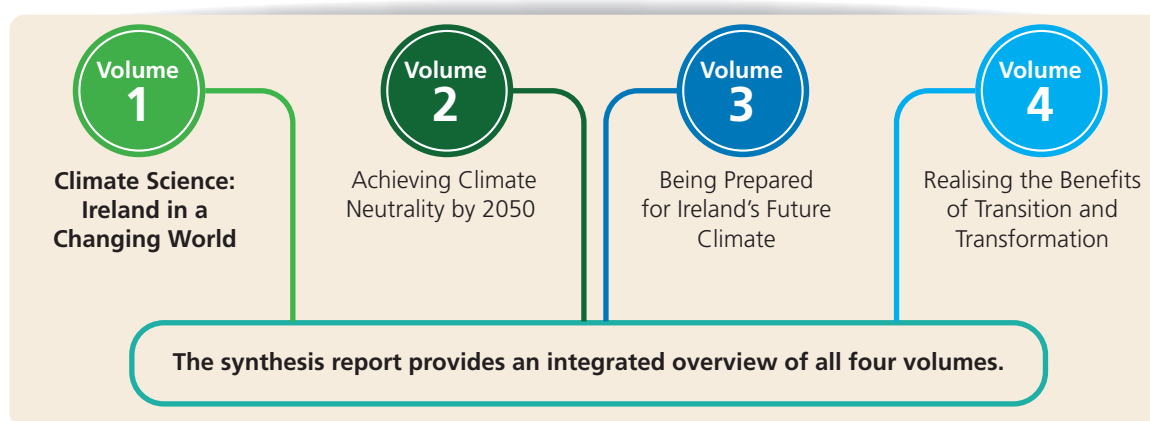 Volume
1
Climate Science:
Ireland in a
Changing World
Volume
2
Achieving Climate
Neutrality by 2050
Volume
3
Being Prepared
for Ireland’s Future
Climate
Volume
4
Realising the Benefits
of Transition and
Transformation
The synthesis report provides an integrated overview of all four volumes.